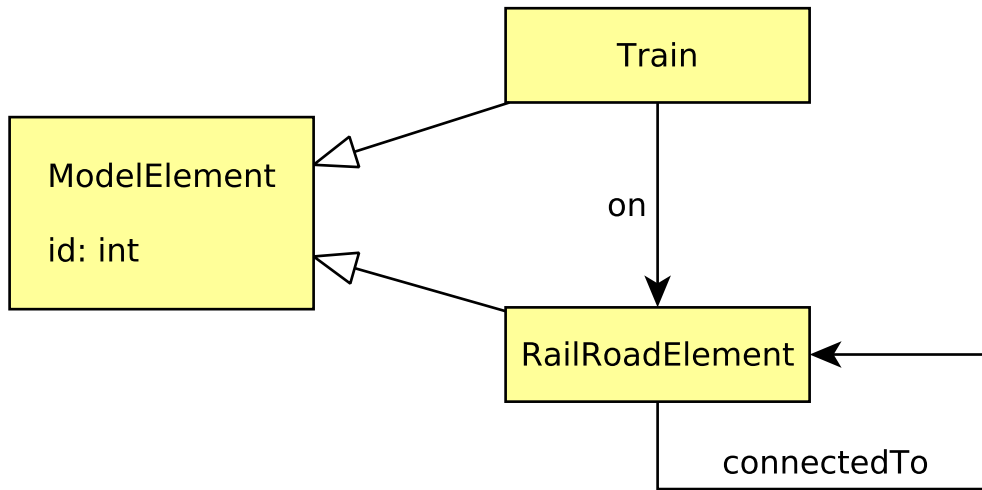 Train
ModelElement
id: int
on
RailRoadElement
connectedTo